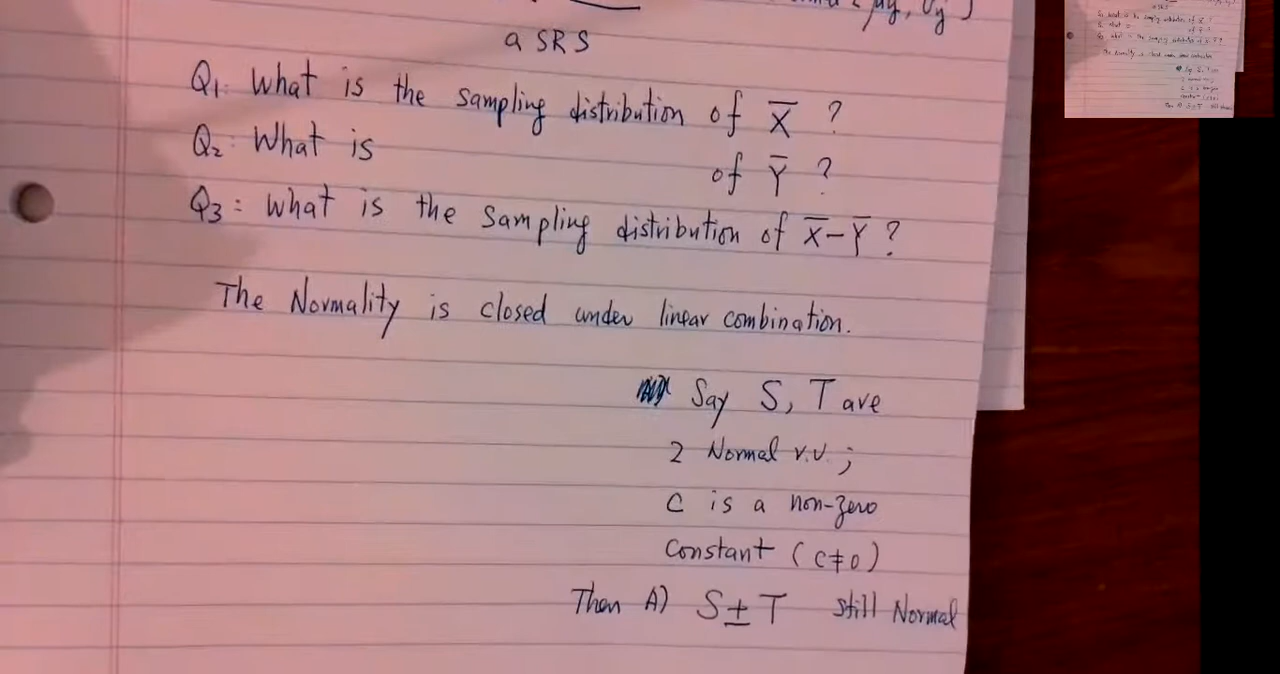 a SRS
Q1: What is the sampling distribution of X̅ ?
Q2: What is of Y̅ ?
Q3: What is the sampling distribution of X̅-Y̅ ?
The Normality is closed under linear combination.
Say S, T are
2 Normal r.v. ;
C is a non-zero
Constant (C≠0)
Then A) S±T still Normal